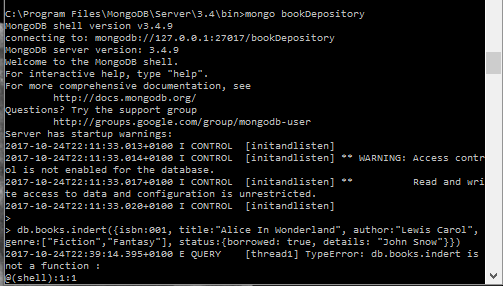 C:\Program Files\MongoDB\Server\3.4\bin>mongo bookDepository
MongoDB shell version v3.4.9
connecting to: mongodb://127.0.0.1:27017/bookDepository
MongoDB server version: 3.4.9
Welcome to the MongoDB shell.
For interactive help, type "help".
For more comprehensive documentation, see
http://docs.mongodb.org/
Questions? Try the support group
http://groups.google.com/group/mongodb-user
Server has startup warnings:
2017-10-24T22:11:33.013+0100 I CONTROL [initandlisten]
2017-10-24T22:11:33.014+0100 I CONTROL [initandlisten] ** WARNING: Access contr
ol is not enabled for the database.
2017-10-24T22:11:33.017+0100 I CONTROL [initandlisten] ** Read and wri
te access to data and configuration is unrestricted.
2017-10-24T22:11:33.020+0100 I CONTROL [initandlisten]
>
> db.books.indert({isbn:001, title:"Alice In Wonderland", author:"Lewis Carol",
genre:["Fiction","Fantasy"], status:{borrowed: true, details: "John Snow"}})
2017-10-24T22:39:14.395+0100 E QUERY [thread1] TypeError: db.books.indert is
not a function :
@(shell):1:1